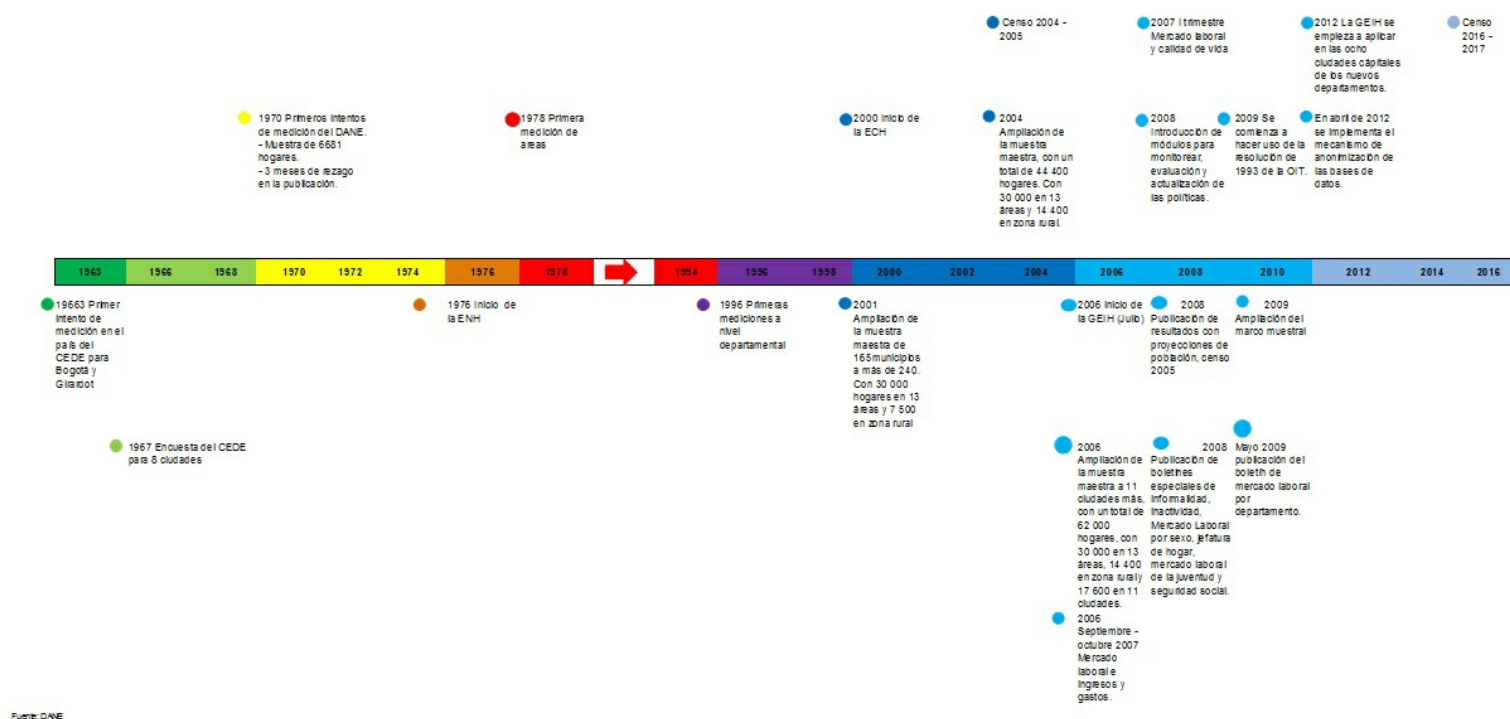 Censo 2004 -
2005
2007 I trimestre
Mercado laboral
y calidad de vida
2012 La GEIH se
empieza a aplicar
en las ocho
ciudades cápitales
de los nuevos
departamentos.
Censo
2016 -
2017
1970 Primeros intentos
de medición del DANE.
- Muestra de 6681
hogares.
- 3 meses de rezago
en la publicación.
1978 Primera
medición de
areas
2000 Inicio de
la ECH
2004
Ampliación de
la muestra
maestra, con un
total de 44 400
hogares. Con
30 000 en 13
áreas y 14 400
en zona rural.
2008
Introducción de
módulos para
monitorear,
evaluación y
actualización de
las políticas.
2009 Se
comienza a
hacer uso de la
resolución de
1993 de la OIT.
En abril de 2012
se implementa el
mecanismo de
anonimización de
las bases de
datos.
1963 1966 1968 1970 1972 1974 1976 1978 1994 1996 1998 2000 2002 2004 2006 2008 2010 2012 2014 2016
19663 Primer
Intento de
medición en el
país del
CEDE para
Bogotá y
Girardot
1976 Inicio de
la ENH
1996 Primeras
mediciones a
nivel
departamental
2001
Ampliación de
la muestra
maestra de
165 municipios
a más de 240.
Con 30 000
hogares en 13
áreas y 7 500
en zona rural
2006 Inicio de
la GEIH (Julio)
2008
Publicación de
resultados con
proyecciones de
población, censo
2005
2009
Ampliación del
marco muestral
1967 Encuesta del CEDE
para 8 ciudades
2006
Ampliación de
la muestra
maestra a 11
ciudades más,
con un total de
62 000
hogares, con
30 000 en 13
áreas, 14 400
en zona rural y
17 600 en 11
ciudades.
2008
Publicación de
boletines
especiales de
informalidad,
inactividad,
Mercado Laboral
por sexo, jefatura
de hogar,
mercado laboral
de la juventud y
seguridad social.
Mayo 2009
publicación del
boletín de
mercado laboral
por
departamento.
2006
Septiembre -
octubre 2007
Mercado
laboral e
Ingresos y
gastos.
Fuente: DANE